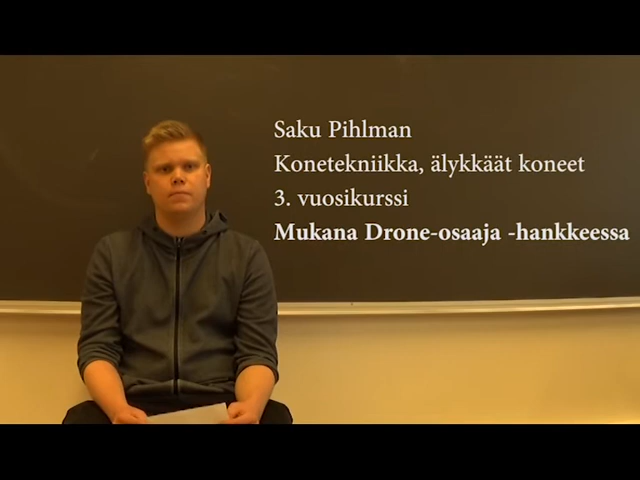 Saku Pihlman
Konetekniikka, älykkäät koneet
3. vuosikurssi
Mukana Drone-osaaja -hankkeessa